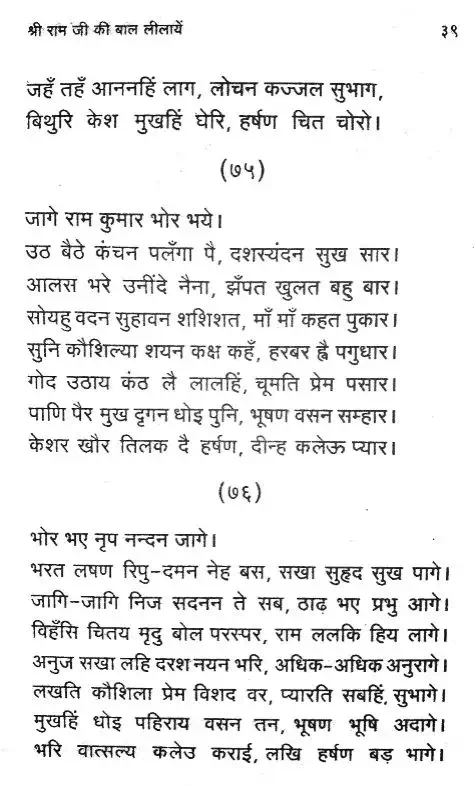 श्री राम जी की बाल लीलायें ३९
जहँ तहँ आननहिं लाग, लोचन कज्जल सुभाग,
बिथुरि केश मुखहिं घेरि, हर्षण चित चोरो।
(७५)
जागे राम कुमार भोर भये।
उठ बैठे कंचन पलँगा पै, दशस्यंदन सुख सार।
आलस भरे उनींदे नैना, झँपत खुलत बहु बार।
सोयहु वदन सुहावन शशिशत, माँ माँ कहत पुकार।
सुनि कौशिल्या शयन कक्ष कहँ, हरबर ह्वै पगुधार।
गोद उठाय कंठ लै लालहिं, चूमति प्रेम पसार।
पाणि पैर मुख दृगन धोइ पुनि, भूषण वसन सम्हार।
केशर खौर तिलक दै हर्षण, दीन्ह कलेऊ प्यार।
(७६)
भोर भए नृप नन्दन जागे।
भरत लषण रिपु-दमन नेह बस, सखा सुहृद सुख पागे।
जागि-जागि निज सदनन ते सब, ठाढ़ भए प्रभु आगे।
विहँसि चितय मृदु बोल परस्पर, राम ललकि हिय लागे।
अनुज सखा लहि दरश नयन भरि, अधिक-अधिक अनुरागे।
लखति कौशिला प्रेम विशद वर, प्यारति सबहिं, सुभागे।
मुखहिं धोइ पहिराय वसन तन, भूषण भूषि अदागे।
भरि वात्सल्य कलेउ कराई, लखि हर्षण बड़ भागे।